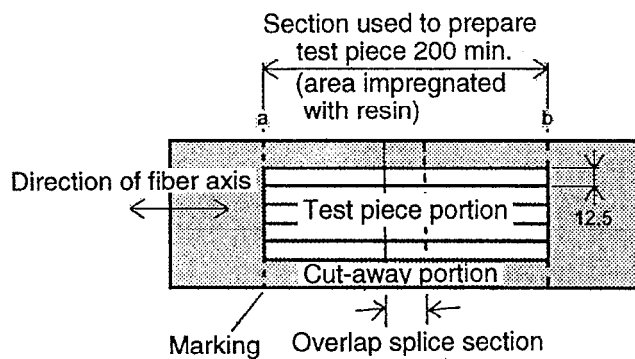 Section used to prepare
test piece 200 min.
(area impregnated
with resin)
a
b
Direction of fiber axis
Test piece portion
12.5
Cut-away portion
Marking
Overlap splice section